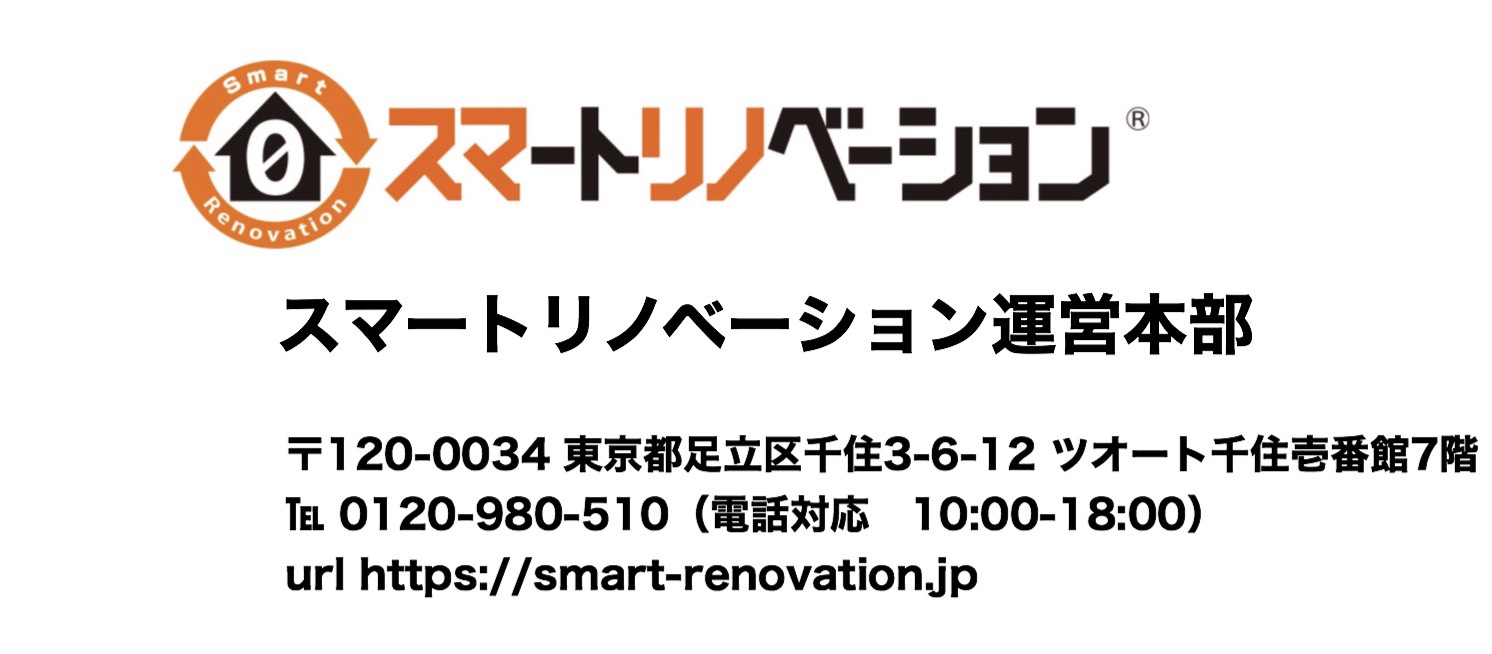 Smart
0
Renovation
スマートリノベーション®
スマートリノベーション運営本部
〒120-0034 東京都足立区千住3-6-12 ツオート千住壱番館7階
℡ 0120-980-510（電話対応　10:00-18:00）
url https://smart-renovation.jp